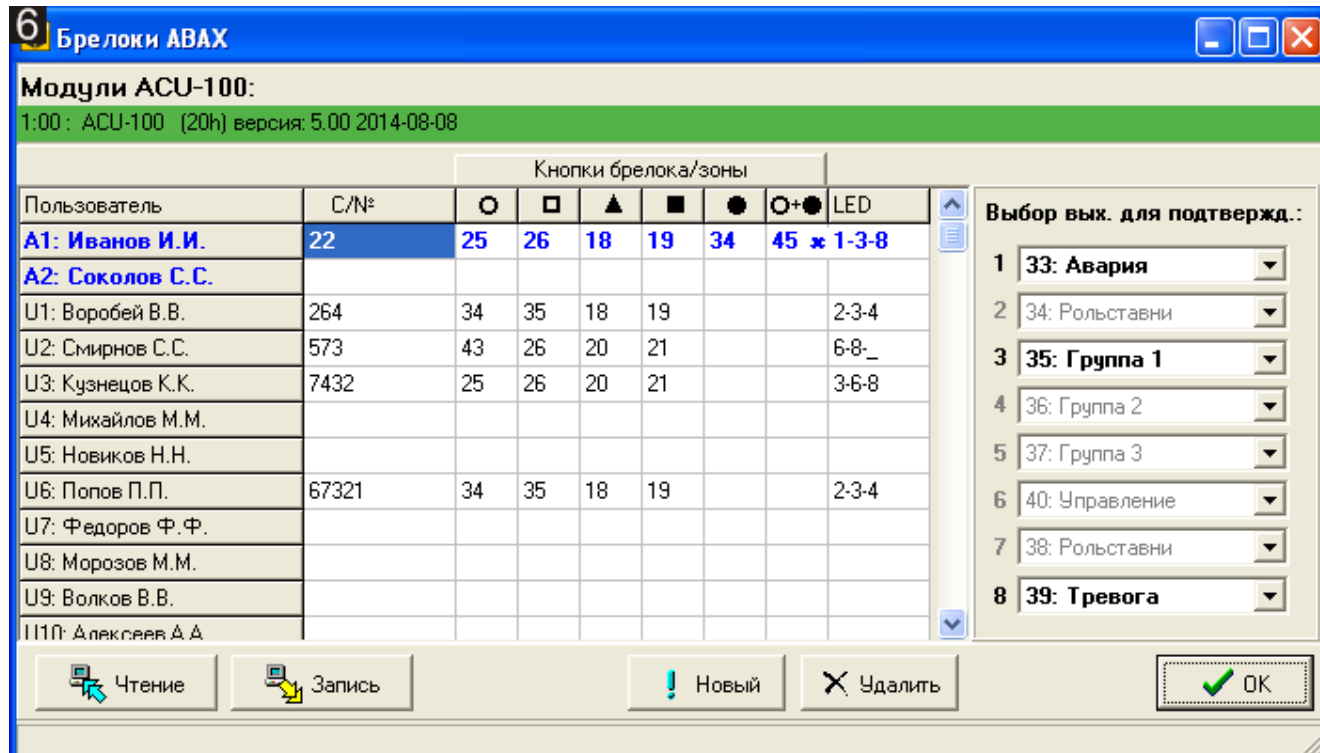 6
Брелоки ABAX
Модули ACU-100:
1:00 : ACU-100 (20h) версия: 5.00 2014-08-08
Кнопки брелока/зоны
Пользователь С/№ O+● LED
A1: Иванов И.И. 22 25 26 18 19 34 45 × 1-3-8
A2: Соколов С.С.
U1: Воробей В.В. 264 34 35 18 19 2-3-4
U2: Смирнов С.С. 573 43 26 20 21 6-8-_
U3: Кузнецов К.К. 7432 25 26 20 21 3-6-8
U4: Михайлов М.М.
U5: Новиков Н.Н.
U6: Попов П.П. 67321 34 35 18 19 2-3-4
U7: Федоров Ф.Ф.
U8: Морозов М.М.
U9: Волков В.В.
U10: Алексеев А.А
Выбор вых. для подтвержд.:
1 33: Авария
2 34: Рольставни
3 35: Группа 1
4 36: Группа 2
5 37: Группа 3
6 40: Управление
7 38: Рольставни
8 39: Тревога
Чтение Запись Новый Удалить OK